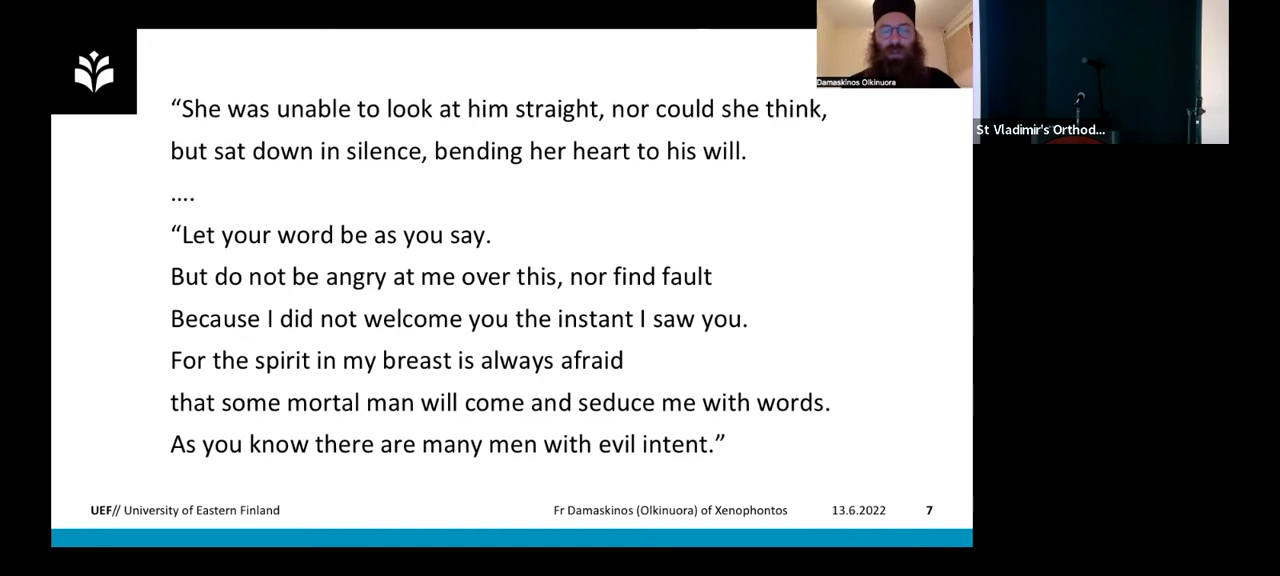 “She was unable to look at him straight, nor could she think,
but sat down in silence, bending her heart to his will.
....
“Let your word be as you say.
But do not be angry at me over this, nor find fault
Because I did not welcome you the instant I saw you.
For the spirit in my breast is always afraid
that some mortal man will come and seduce me with words.
As you know there are many men with evil intent.”
UEF// University of Eastern Finland
Fr Damaskinos (Olkinuora) of Xenophontos
13.6.2022
7
Damaskinos Olkinuora
St Vladimir's Orthod...